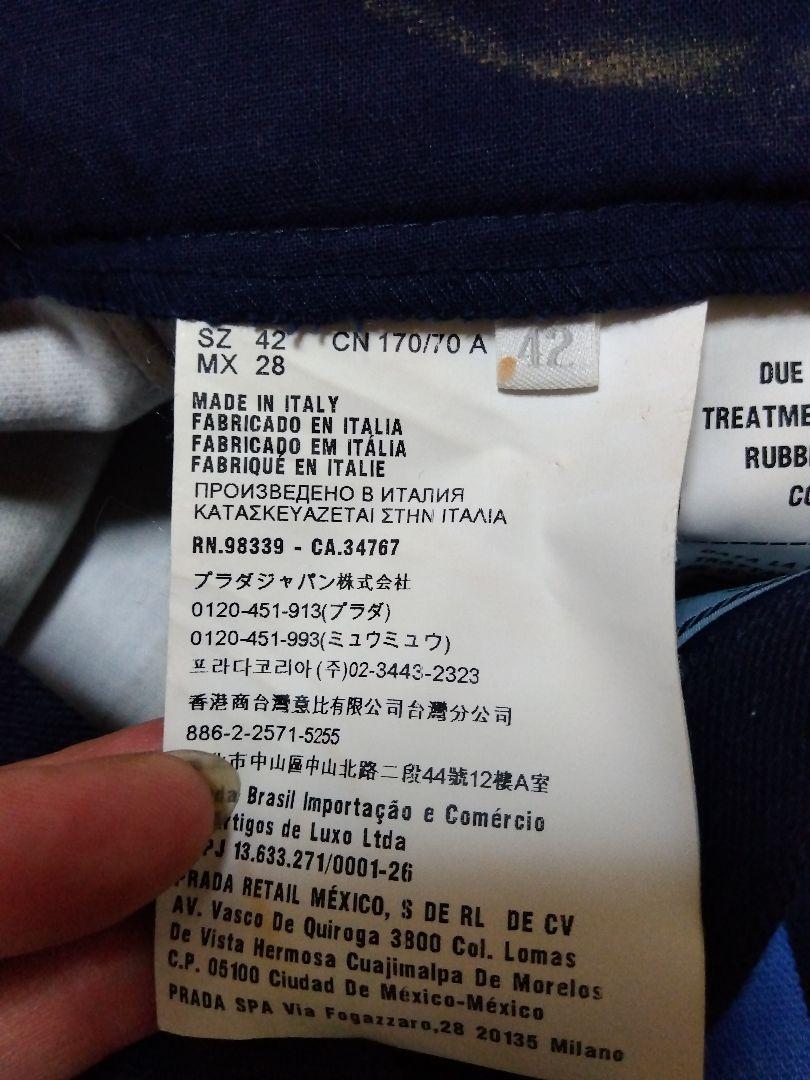 SZ 42 CN 170/70 A
MX 28
42
MADE IN ITALY
FABRICADO EN ITALIA
FABRICADO EM ITÁLIA
FABRIQUÉ EN ITALIE
ПРОИЗВЕДЕНО В ИТАЛИЯ
ΚΑΤΑΣΚΕΥΑΖΕΤΑΙ ΣΤΗΝ ΙΤΑΛΙΑ
RN.98339 - CA.34767
プラダジャパン株式会社
0120-451-913(プラダ)
0120-451-993(ミュウミュウ)
프라다코리아(주)02-3443-2323
香港商台灣意比有限公司台灣分公司
886-2-2571-5255
市中山區中山北路二段44號12樓A室
Brasil Importação e Comércio
de Luxo Ltda
13.633.271/0001-26
PRADA RETAIL MÉXICO, S DE RL DE CV
AV. Vasco De Quiroga 3800 Col. Lomas
De Vista Hermosa Cuajimalpa De Morelos
C.P. 05100 Ciudad De México-México
PRADA SPA Via Fogazzaro,28 20135 Milano
DUE